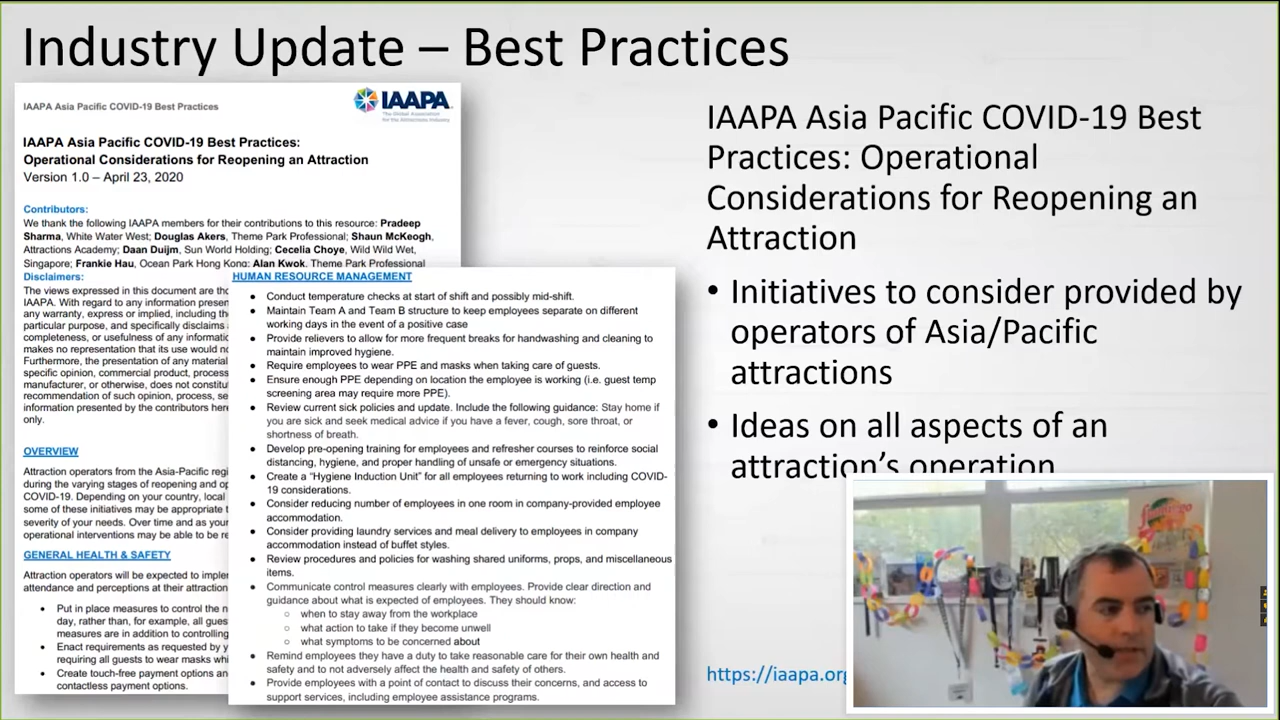 Industry Update – Best Practices
IAAPA Asia Pacific COVID-19 Best Practices
IAAPA
The Global Association
for the Attractions Industry
IAAPA Asia Pacific COVID-19 Best Practices:
Operational Considerations for Reopening an Attraction
Version 1.0 – April 23, 2020
Contributors:
We thank the following IAAPA members for their contributions to this resource: Pradeep
Sharma, White Water West; Douglas Akers, Theme Park Professional; Shaun McKeogh,
Attractions Academy; Daan Duijm, Sun World Holding; Cecelia Choye, Wild Wild Wet,
Singapore; Frankie Hau, Ocean Park Hong Kong; Alan Kwok, Theme Park Professional
Disclaimers:
The views expressed in this document are
IAAPA. With regard to any information
any warranty, express or implied, including
particular purpose, and specifically disclaims
completeness, or usefulness of any
makes no representation that its use would
Furthermore, the presentation of any material
specific opinion, commercial product,
manufacturer, or otherwise, does not
recommendation of such opinion, process,
information presented by the contributors
only.
OVERVIEW
Attraction operators from the Asia-Pacific
during the varying stages of reopening and
COVID-19. Depending on your country, local
some of these initiatives may be appropriate
severity of your needs. Over time and as your
operational interventions may be able to be
GENERAL HEALTH & SAFETY
Attraction operators will be expected to
attendance and perceptions at their
• Put in place measures to control the
day, rather than, for example, all
measures are in addition to controlling
• Enact requirements as requested by
requiring all guests to wear masks
• Create touch-free payment options
contactless payment options.
HUMAN RESOURCE MANAGEMENT
• Conduct temperature checks at start of shift and possibly mid-shift.
• Maintain Team A and Team B structure to keep employees separate on different
working days in the event of a positive case
• Provide relievers to allow for more frequent breaks for handwashing and cleaning to
maintain improved hygiene.
• Require employees to wear PPE and masks when taking care of guests.
• Ensure enough PPE depending on location the employee is working (i.e. guest temp
screening area may require more PPE).
• Review current sick policies and update. Include the following guidance: Stay home if
you are sick and seek medical advice if you have a fever, cough, sore throat, or
shortness of breath.
• Develop pre-opening training for employees and refresher courses to reinforce social
distancing, hygiene, and proper handling of unsafe or emergency situations.
• Create a “Hygiene Induction Unit” for all employees returning to work including COVID-
19 considerations.
• Consider reducing number of employees in one room in company-provided employee
accommodation.
• Consider providing laundry services and meal delivery to employees in company
accommodation instead of buffet styles.
• Review procedures and policies for washing shared uniforms, props, and miscellaneous
items.
• Communicate control measures clearly with employees. Provide clear direction and
guidance about what is expected of employees. They should know:
○ when to stay away from the workplace
○ what action to take if they become unwell
○ what symptoms to be concerned about
• Remind employees they have a duty to take reasonable care for their own health and
safety and to not adversely affect the health and safety of others.
• Provide employees with a point of contact to discuss their concerns, and access to
support services, including employee assistance programs.
IAAPA Asia Pacific COVID-19 Best
Practices: Operational
Considerations for Reopening an
Attraction
• Initiatives to consider provided by
operators of Asia/Pacific
attractions
• Ideas on all aspects of an
attraction’s operation
https://iaapa.org